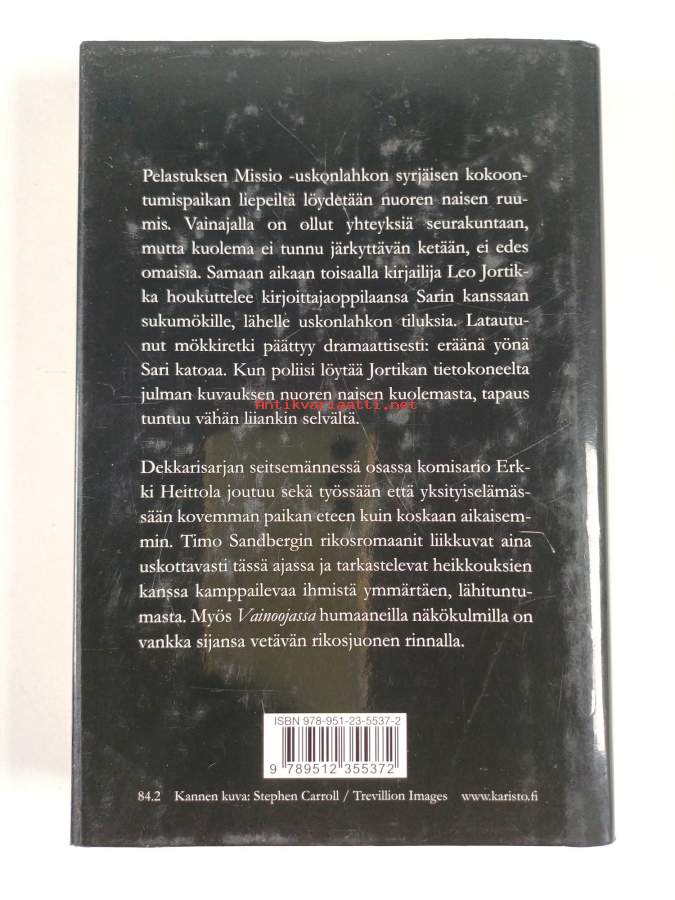 Pelastuksen Missio -uskonlahkon syrjäisen kokoon-
tumispaikan liepeiltä löydetään nuoren naisen ruu-
mis. Vainajalla on ollut yhteyksiä seurakuntaan,
mutta kuolema ei tunnu järkyttävän ketään, ei edes
omaisia. Samaan aikaan toisaalla kirjailija Leo Jortik-
ka houkuttelee kirjoittajaoppilaansa Sarin kanssaan
sukumökille, lähelle uskonlahkon tiluksia. Latautu-
nut mökkiretki päättyy dramaattisesti: eräänä yönä
Sari katoaa. Kun poliisi löytää Jortikan tietokoneelta
julman kuvauksen nuoren naisen kuolemasta, tapaus
Antikvariaatti.net
tuntuu vähän liiankin selvältä.
Dekkarisarjan seitsemännessä osassa komisario Erk-
ki Heittola joutuu sekä työssään että yksityiselämäs-
sään kovemman paikan eteen kuin koskaan aikaisem-
min. Timo Sandbergin rikosromaanit liikkuvat aina
uskottavasti tässä ajassa ja tarkastelevat heikkouksien
kanssa kamppailevaa ihmistä ymmärtäen, lähituntu-
masta. Myös Vainoojassa humaaneilla näkökulmilla on
vankka sijansa vetävän rikosjuonen rinnalla.
ISBN 978-951-23-5537-2
9 789512 355372
84.2 Kannen kuva: Stephen Carroll / Trevillion Images www.karisto.fi